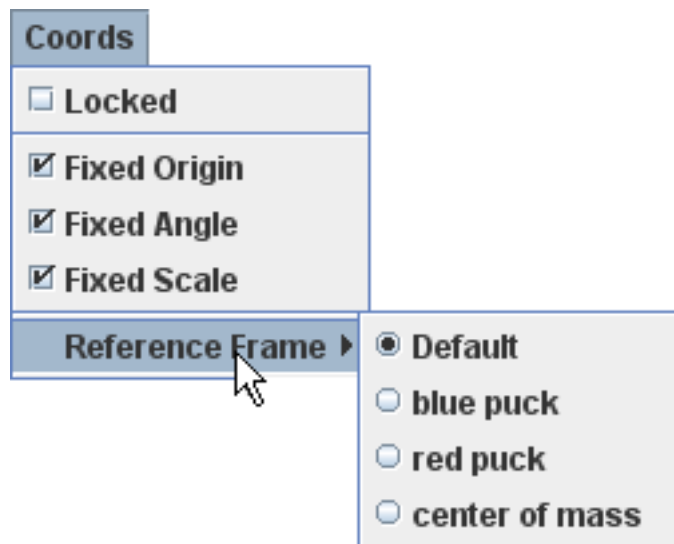 Coords
Locked
Fixed Origin
Fixed Angle
Fixed Scale
Reference Frame
Default
blue puck
red puck
center of mass